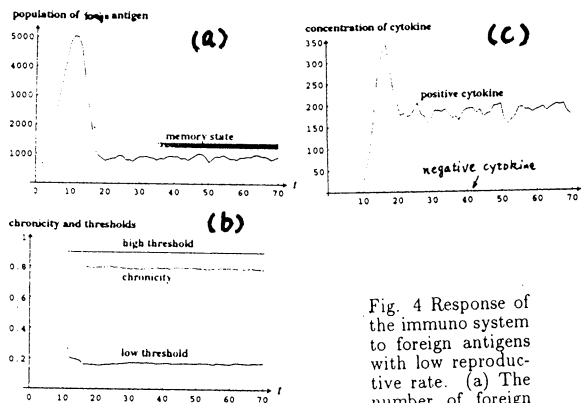 population of foreign antigen
(a)
5000
4000
3000
2000
1000
memory state
0 10 20 30 40 50 60 70 t
concentration of cytokine
(c)
350
300
250
200
150
100
50
positive cytokine
negative cytokine
0 10 20 30 40 50 60 70
chronicity and thresholds
(b)
1
0.8
0.6
0.4
0.2
high threshold
chronicity
low threshold
0 10 20 30 40 50 60 70 t
Fig. 4 Response of
the immuno system
to foreign antigens
with low reproduc-
tive rate. (a) The
number of foreign